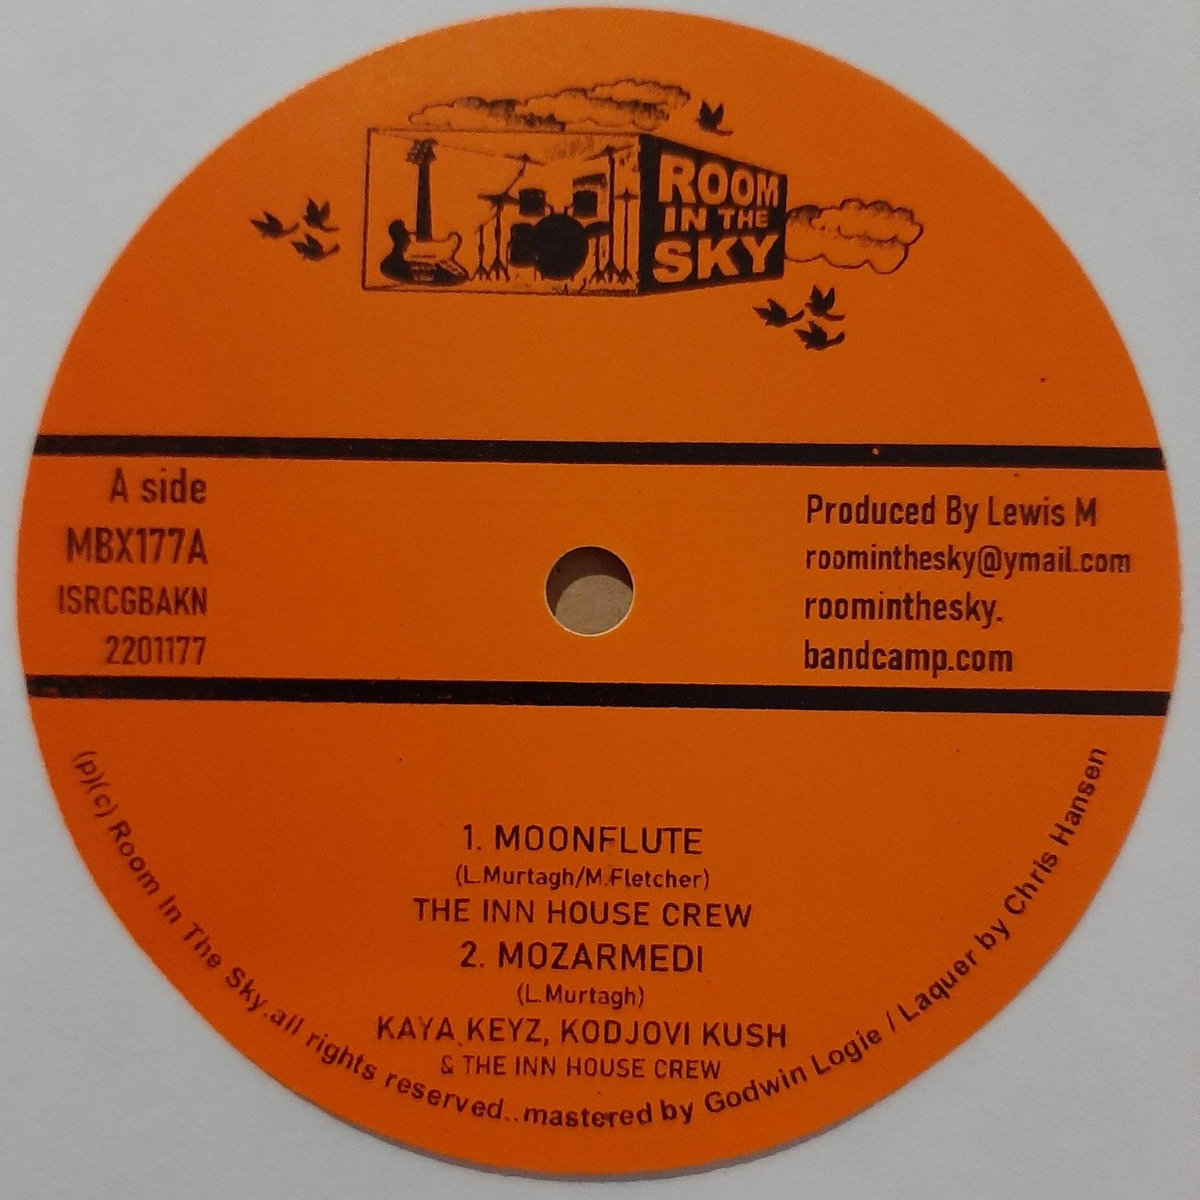 ROOM
IN THE
SKY
A side
MBX177A
ISRCGBAKN
2201177
Produced By Lewis M
roominthesky@ymail.com
roominthesky.
bandcamp.com
1. MOONFLUTE
(L.Murtagh/M.Fletcher)
THE INN HOUSE CREW
2. MOZARMEDI
(L.Murtagh)
KAYA KEYZ, KODJOVI KUSH
& THE INN HOUSE CREW
(p)(c) Room In The Sky.all rights reserved..mastered by Godwin Logie / Laquer by Chris Hansen